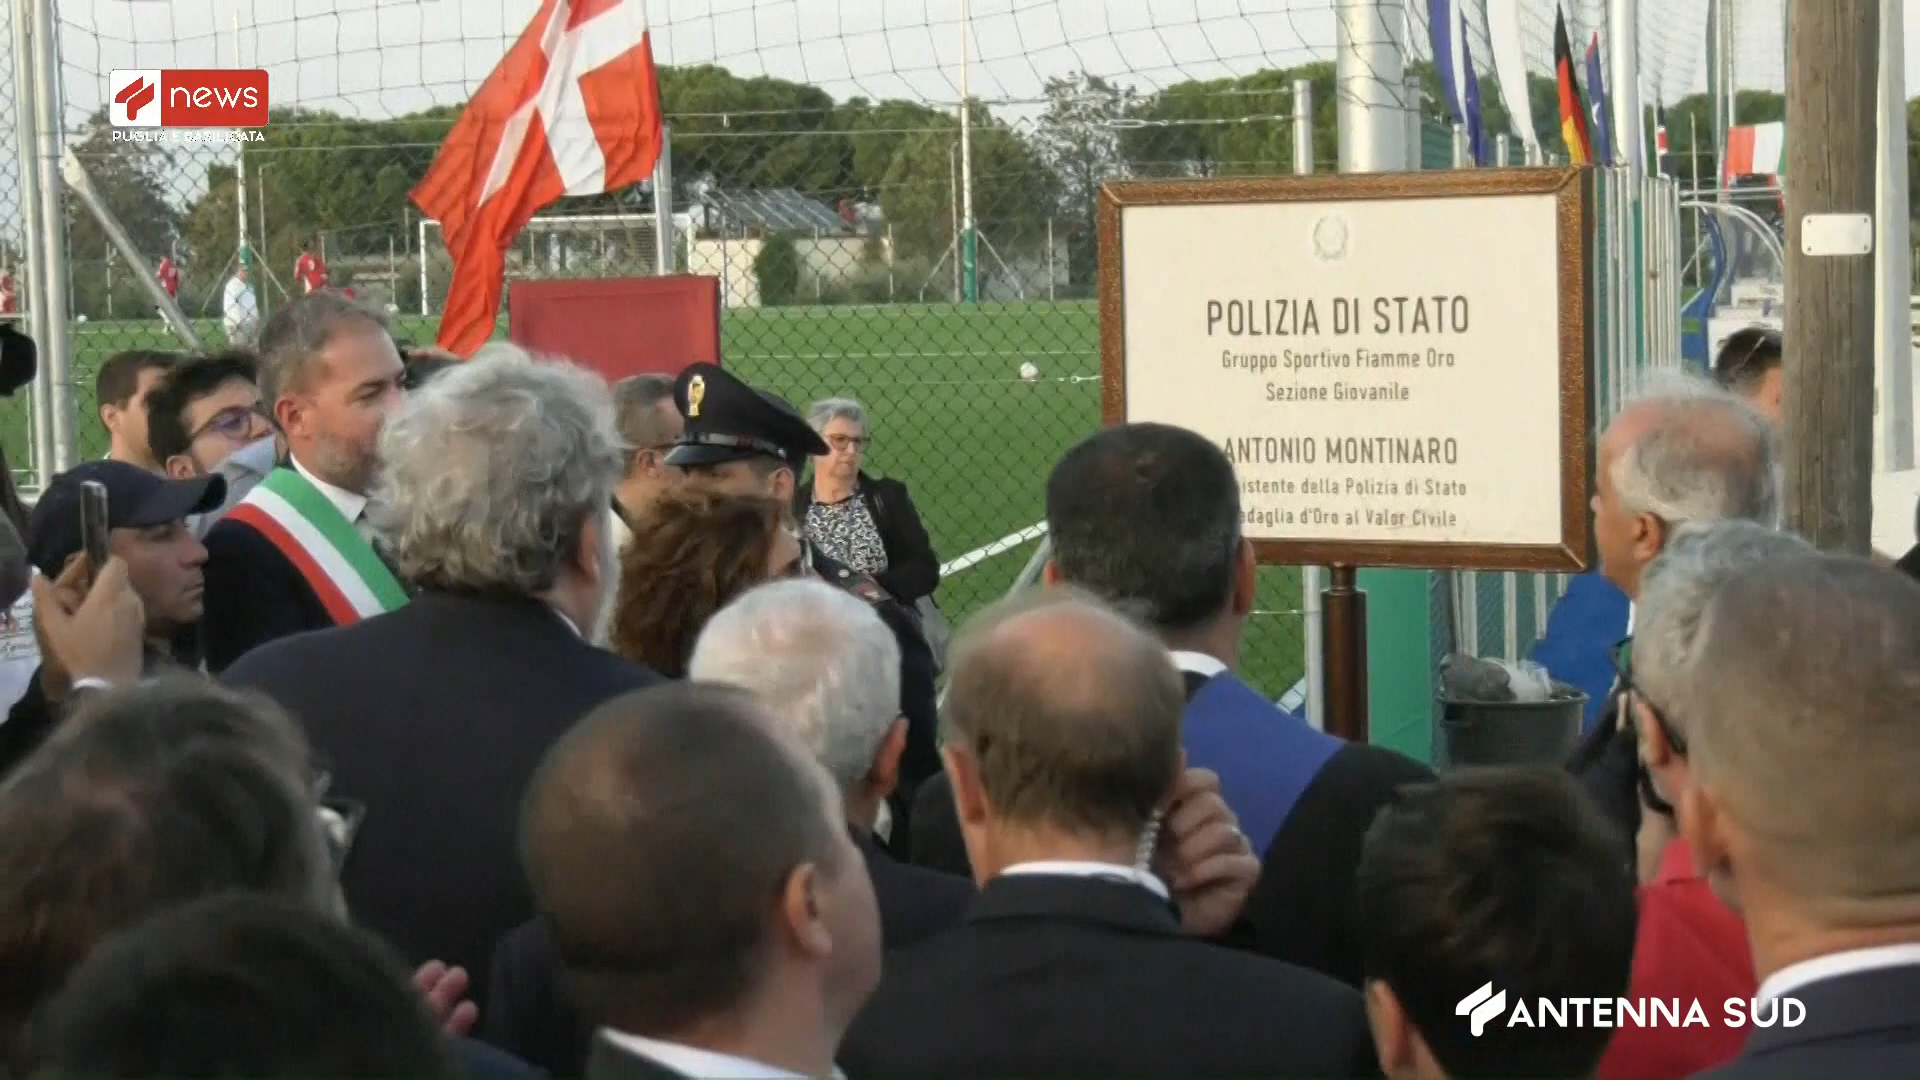 news
PUGLIA E BASILICATA
POLIZIA DI STATO
Gruppo Sportivo Fiamme Oro
Sezione Giovanile
ANTONIO MONTINARO
della Polizia di Stato
d'Oro al Valor Civile
ANTENNA SUD